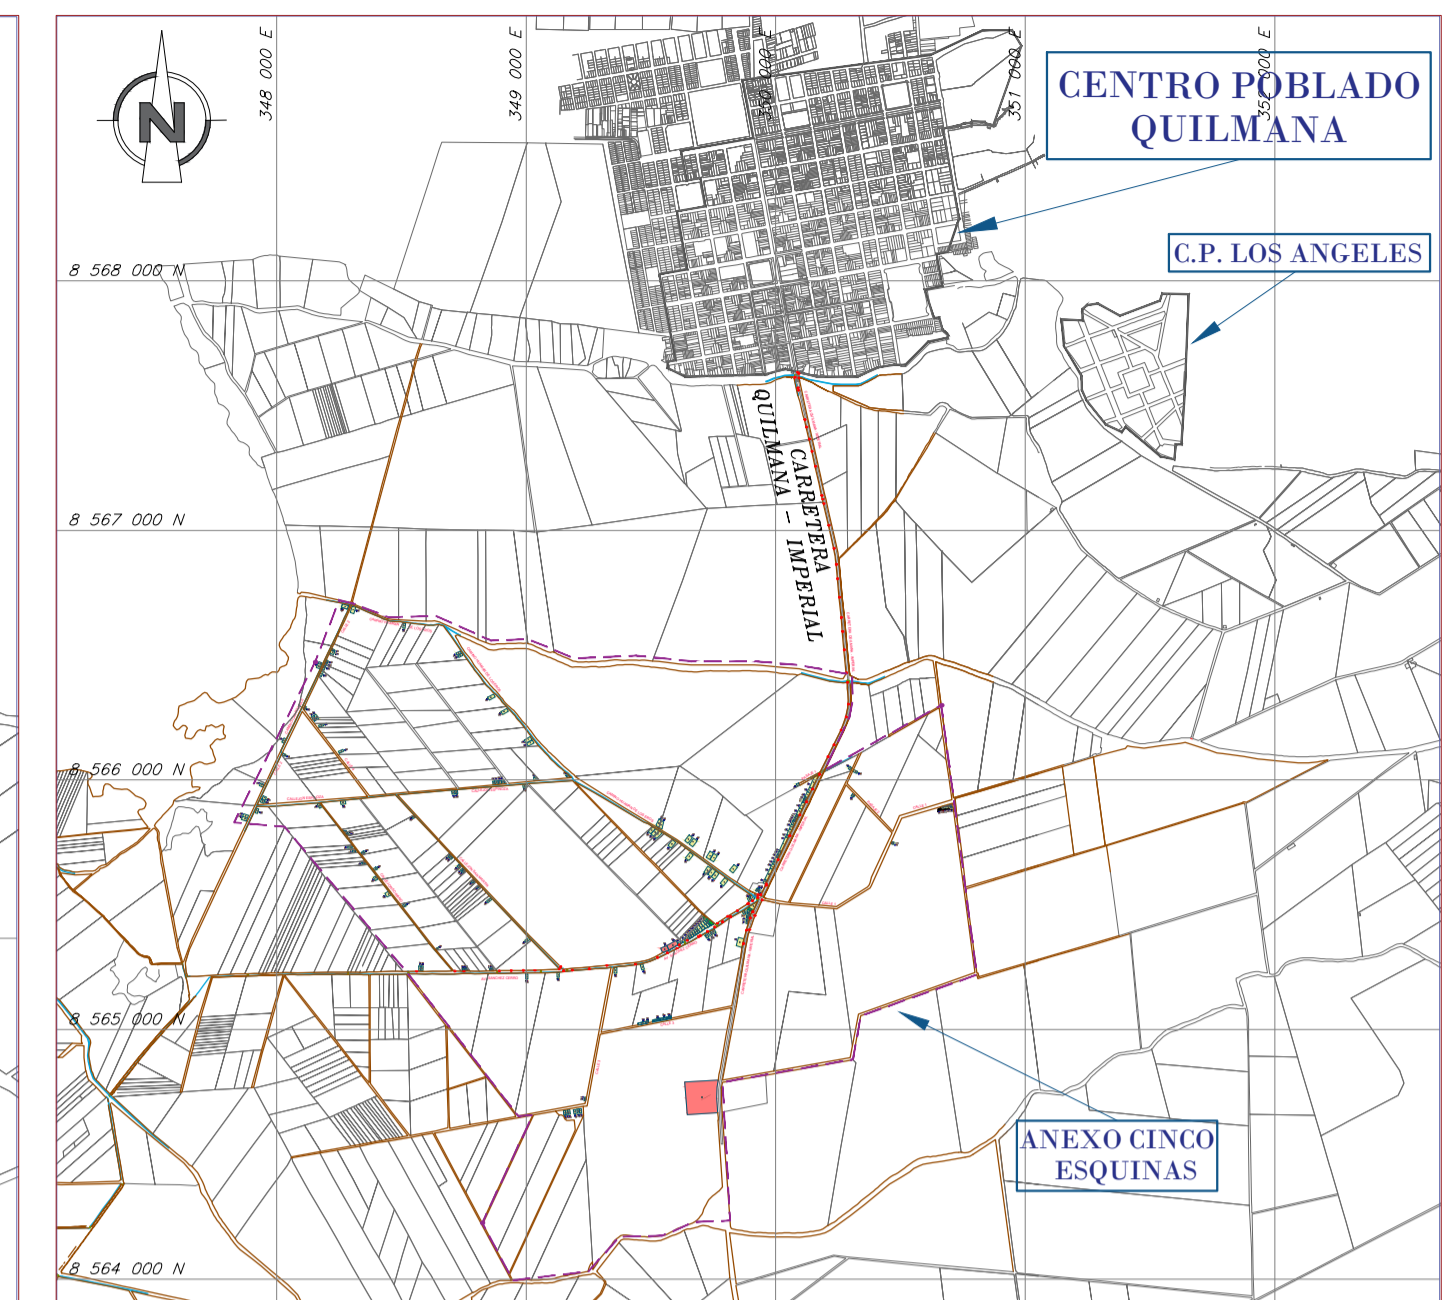 348 000 E
349 000 E
350 000 E
351 000 E
352 000 E
N
CENTRO POBLADO
QUILMANA
C.P. LOS ANGELES
8 568 000 N
CARRETERA
QUILMANA - IMPERIAL
8 567 000 N
8 566 000 N
8 565 000 N
ANEXO CINCO
ESQUINAS
8 564 000 N